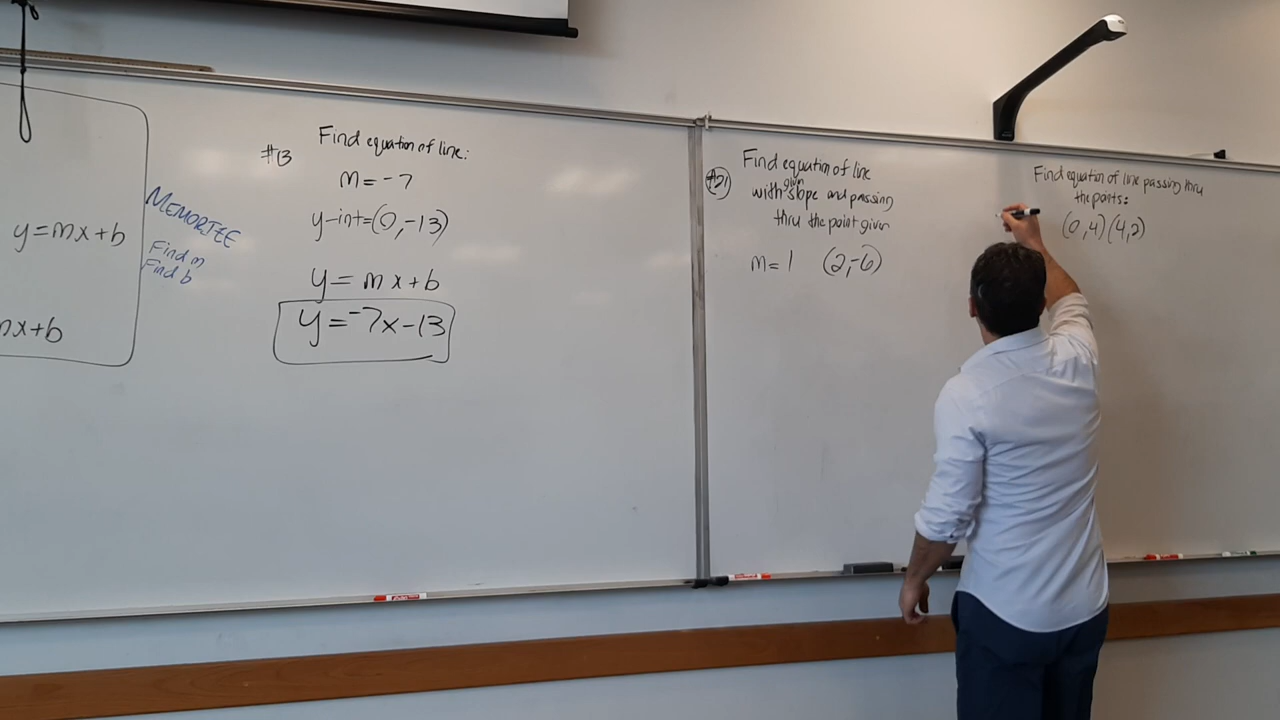 y=mx+b
mx+b
MEMORIZE
Find m
Find b
#13
Find equation of line:
m=-7
y-int=(0,-13)
y=mx+b
y=-7x-13
#21
Find equation of line
with given slope and passing
thru the point given
m=1 (2,-6)
Find equation of line passing thru
the points:
(0,4)(4,2)